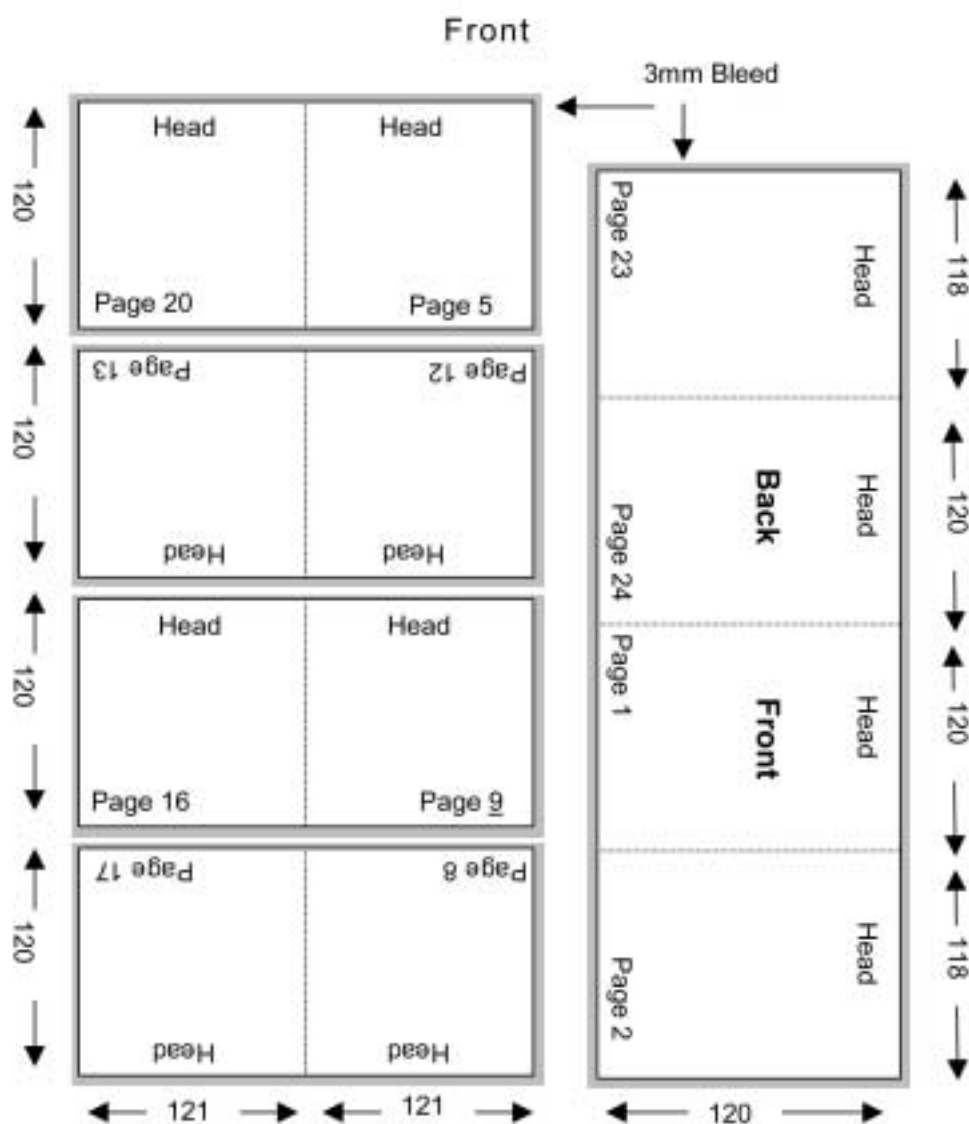 Front
3mm Bleed
Head Head
120
Page 20 Page 5
Page 13 Page 12
120
Head Head
Head Head
120
Page 16 Page 9
Page 17 Page 8
120
Head Head
121 121
Page 23 Head
118
Page 24 Back Head
120
Page 1 Front Head
120
Page 2 Head
118
120